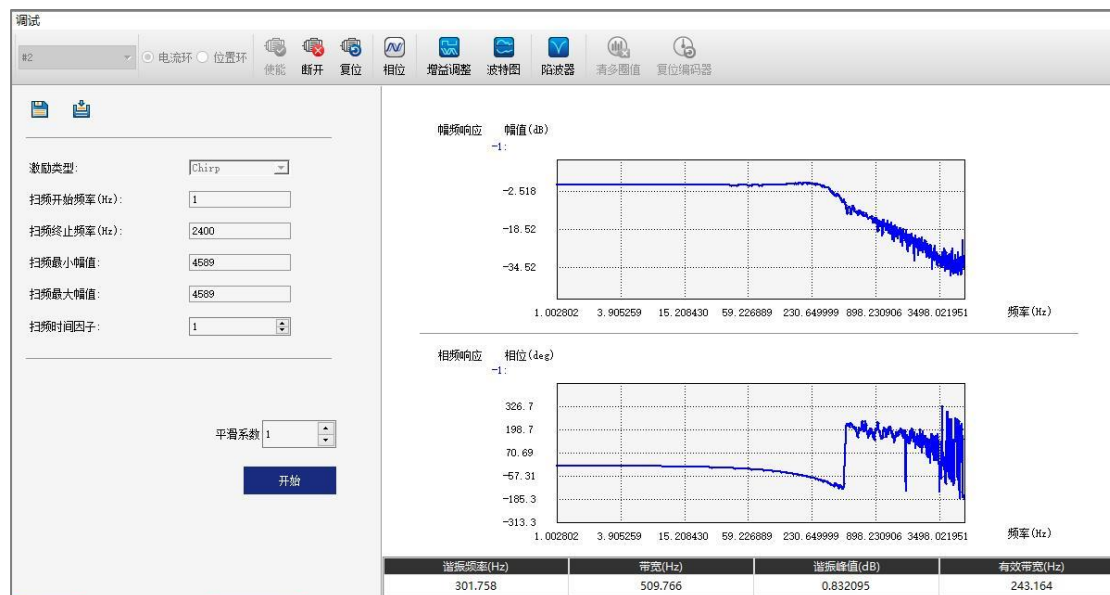 调试
#2 电流环 位置环 使能 断开 复位 相位 增益调整 波特图 陷波器 清多圈值 复位编码器
激励类型: Chirp
扫频开始频率(Hz): 1
扫频终止频率(Hz): 2400
扫频最小幅值: 4589
扫频最大幅值: 4589
扫频时间因子: 1
平滑系数 1
开始
幅频响应 幅值(dB)
-1:
-2.518
-18.52
-34.52
1.002802 3.905259 15.208430 59.226889 230.649999 898.230906 3498.021951 频率(Hz)
相频响应 相位(deg)
-1:
326.7
198.7
70.69
-57.31
-185.3
-313.3
1.002802 3.905259 15.208430 59.226889 230.649999 898.230906 3498.021951 频率(Hz)
谐振频率(Hz) 带宽(Hz) 谐振峰值(dB) 有效带宽(Hz)
301.758 509.766 0.832095 243.164